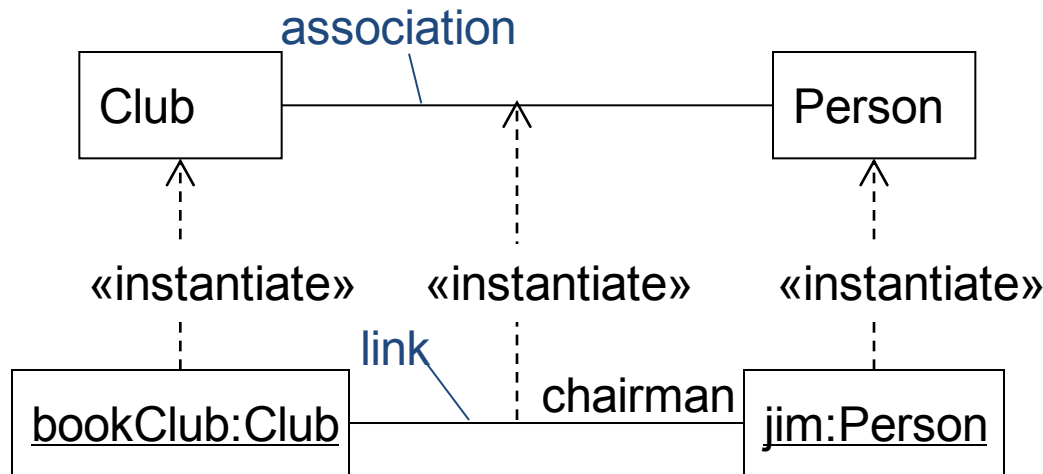 association
Club
Person
«instantiate»
«instantiate»
«instantiate»
link
chairman
bookClub:Club
jim:Person